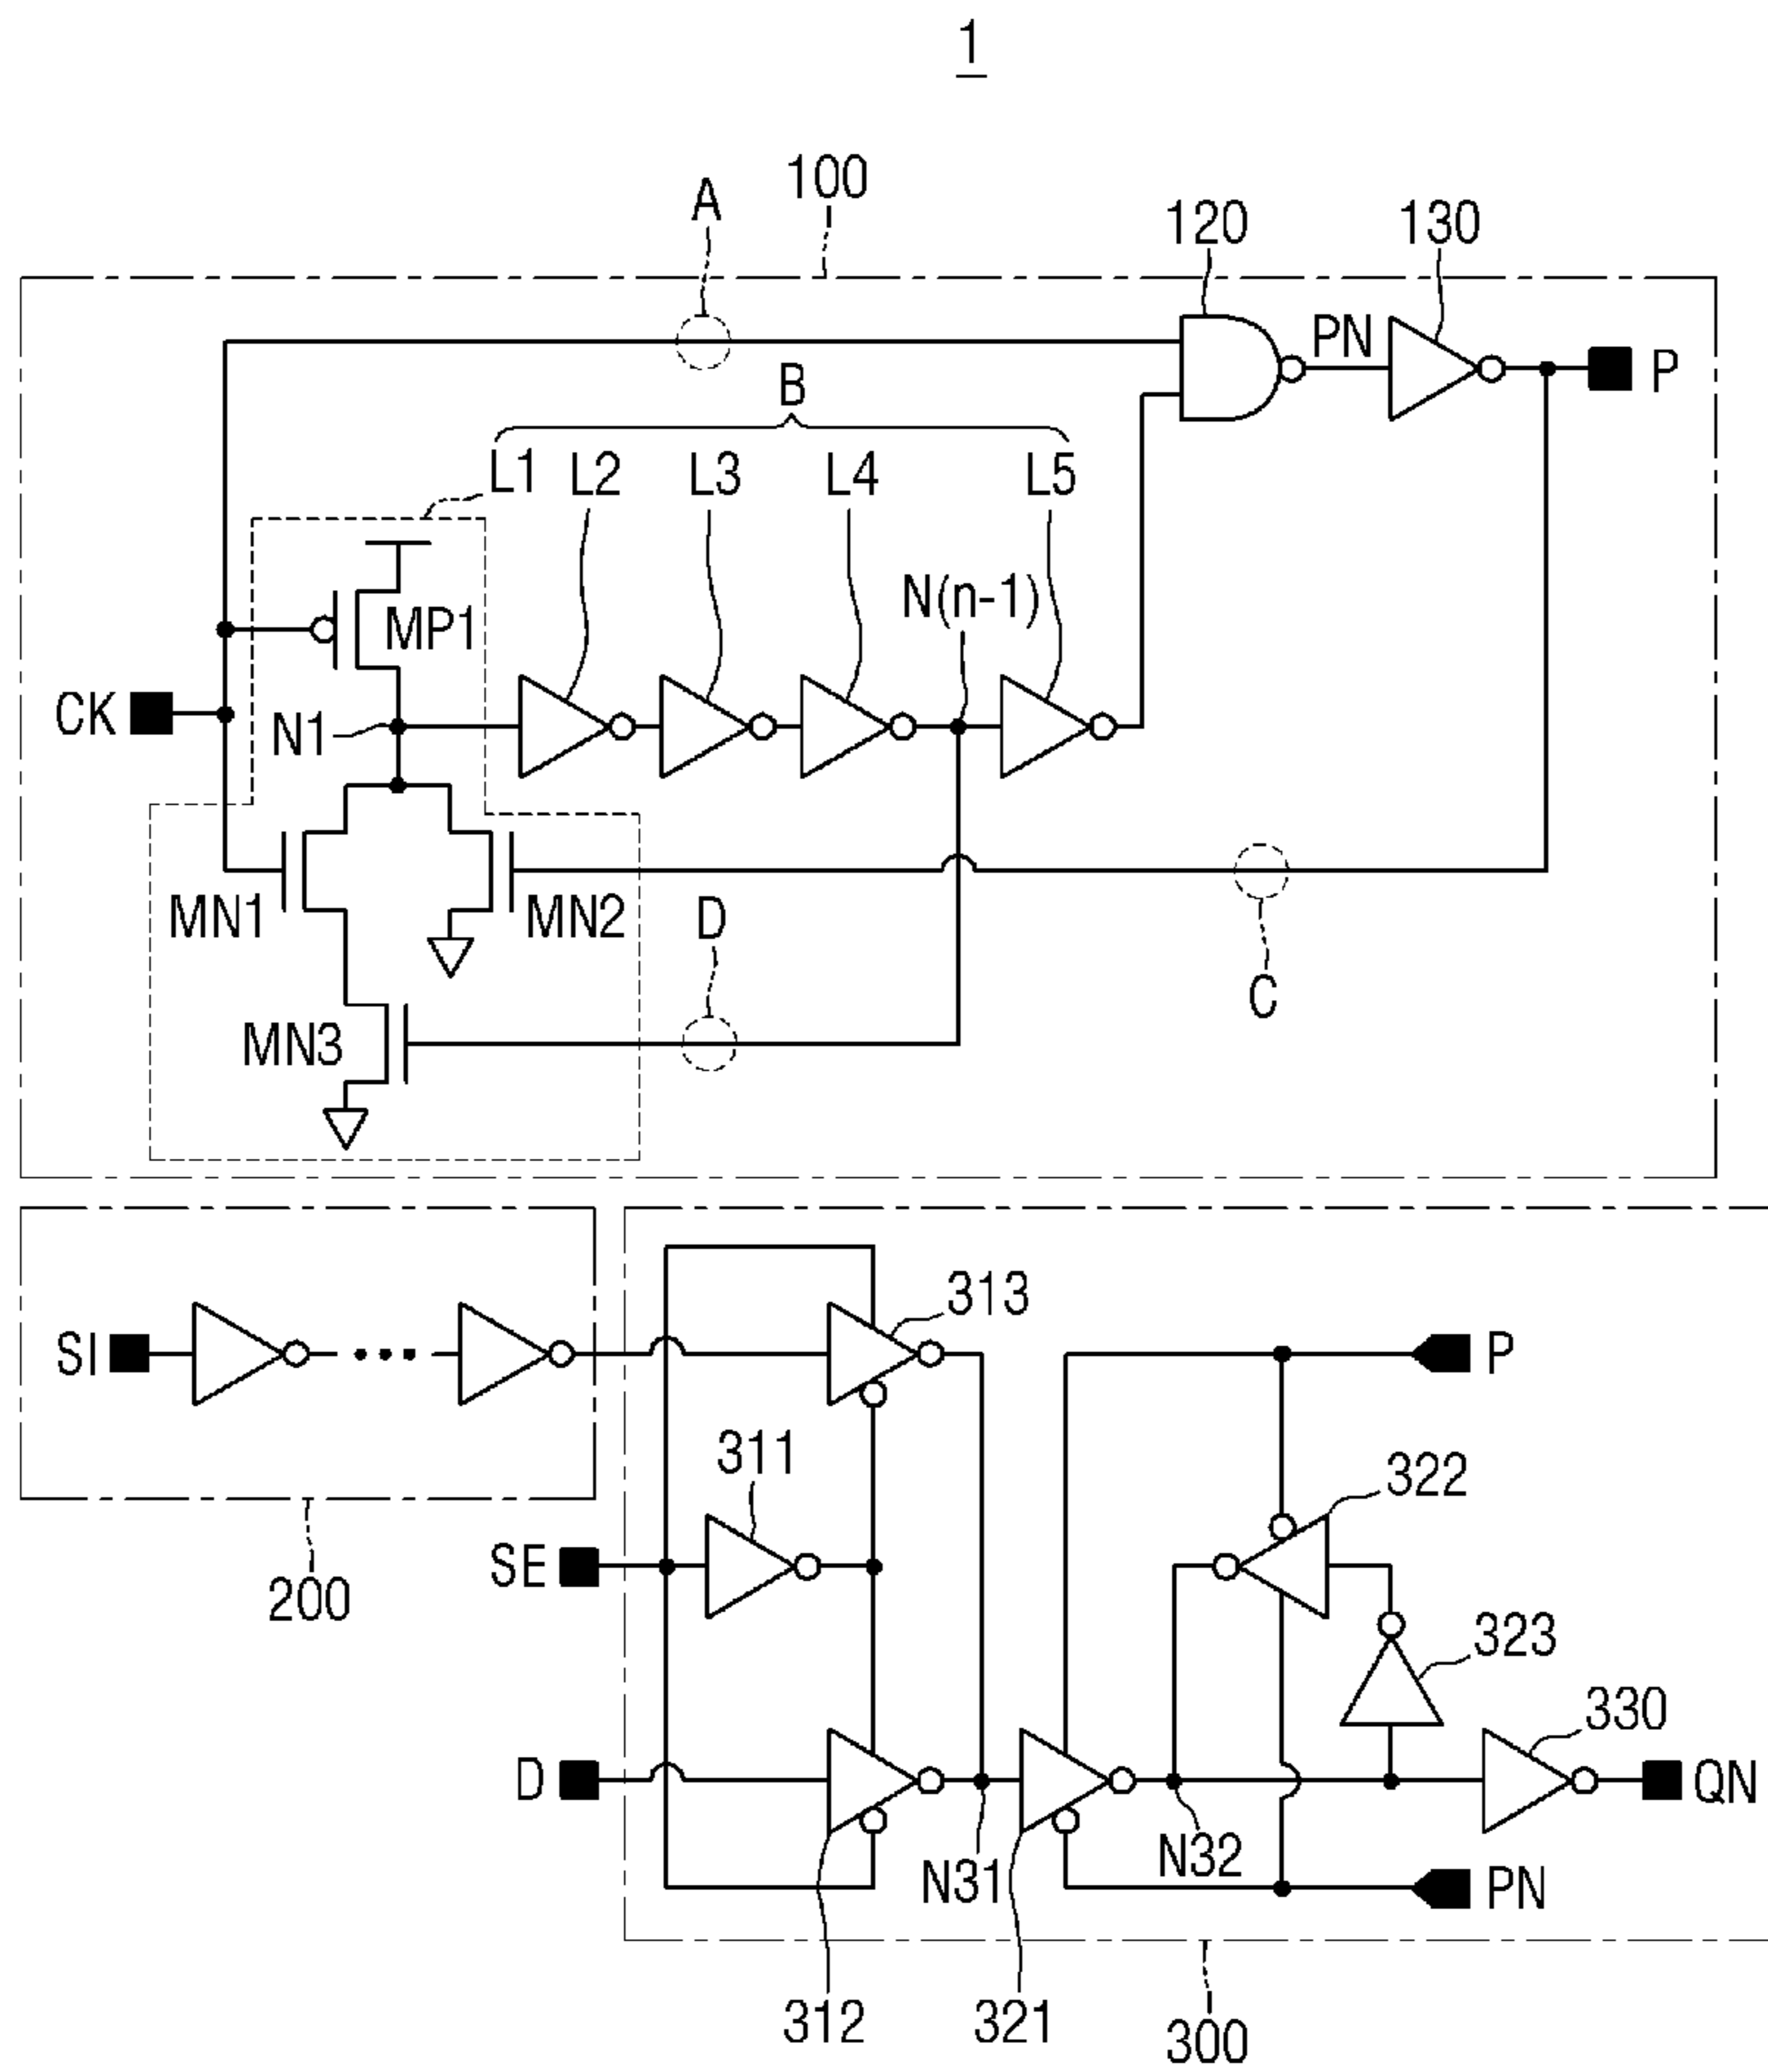 1
A
100
120
130
PN
P
B
L1
L2
L3
L4
L5
N(n-1)
MP1
CK
N1
MN1
MN2
D
C
MN3
SI
313
P
311
322
SE
200
323
330
D
QN
N31
N32
PN
312
321
300